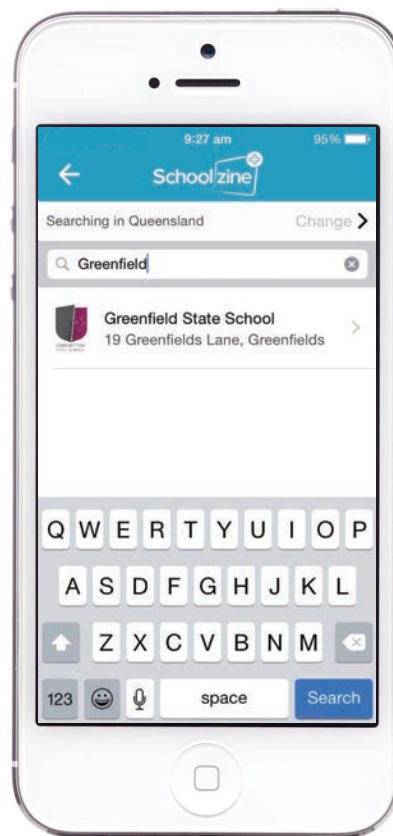 9:27 am 95%
Schoolzine
Searching in Queensland Change
Greenfield
Greenfield State School
19 Greenfields Lane, Greenfields
Q W E R T Y U I O P
A S D F G H J K L
Z X C V B N M
123 space Search